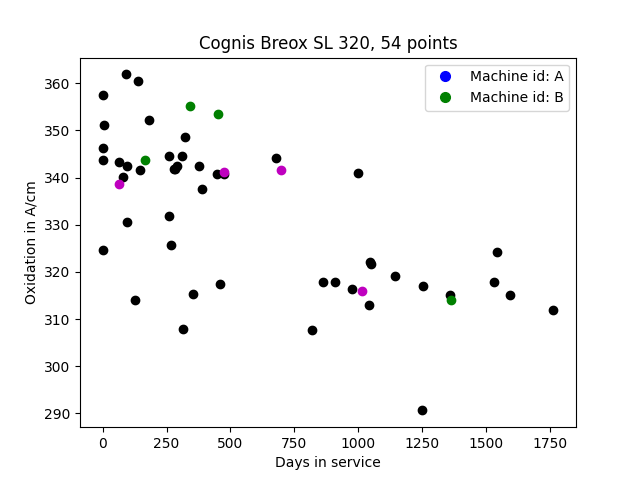 Cognis Breox SL 320, 54 points
Machine id: A
Machine id: B
Oxidation in A/cm
360
350
340
330
320
310
300
290
0 250 500 750 1000 1250 1500 1750
Days in service